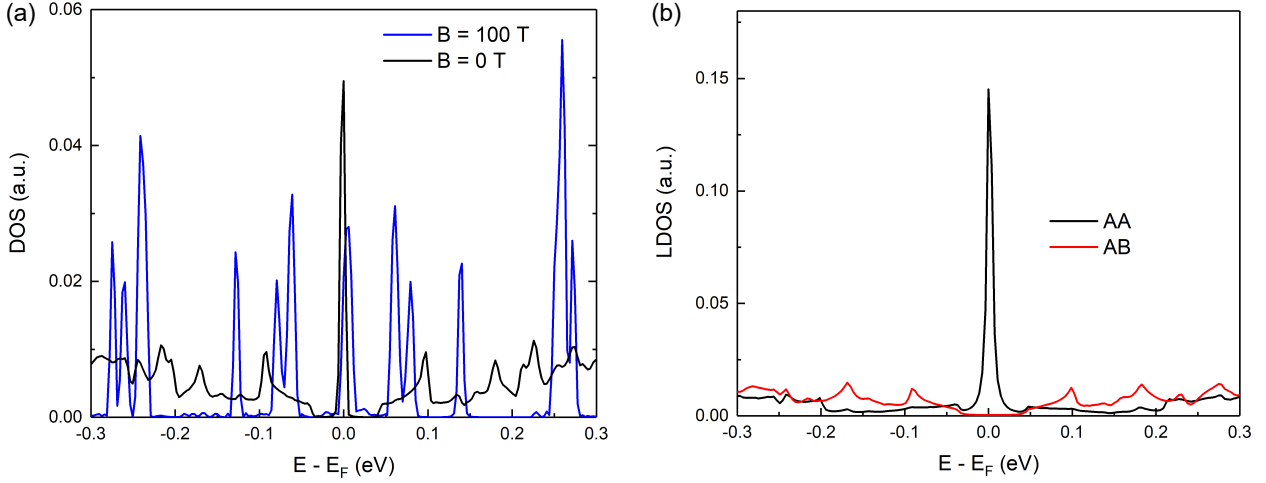 (a)
DOS (a.u.)
0.06
0.04
0.02
0.00
B = 100 T
B = 0 T
-0.3 -0.2 -0.1 0.0 0.1 0.2 0.3
E - E_F (eV)
(b)
LDOS (a.u.)
0.15
0.10
0.05
0.00
AA
AB
-0.3 -0.2 -0.1 0.0 0.1 0.2 0.3
E - E_F (eV)